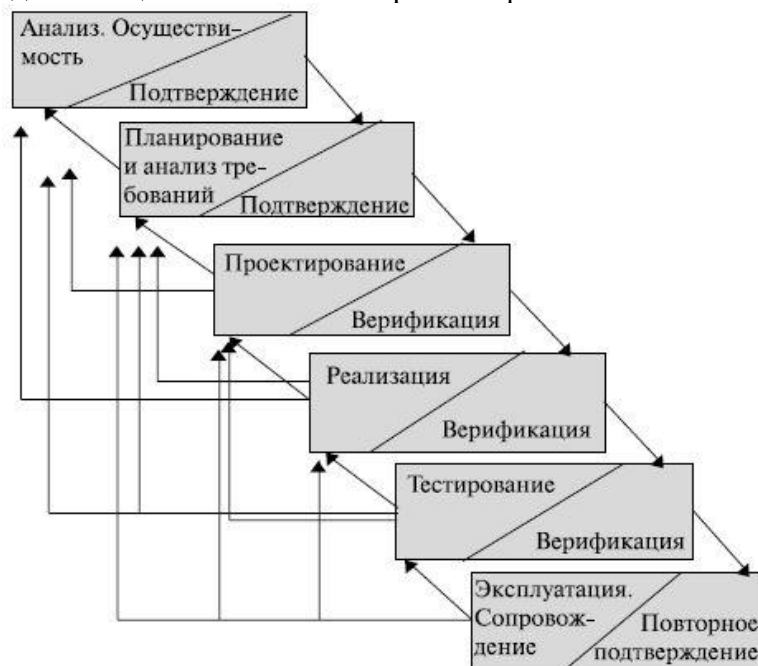 Анализ. Осуществи-
мость
Подтверждение
Планирование
и анализ тре-
бований
Подтверждение
Проектирование
Верификация
Реализация
Верификация
Тестирование
Верификация
Эксплуатация.
Сопровож-
дение
Повторное
подтверждение